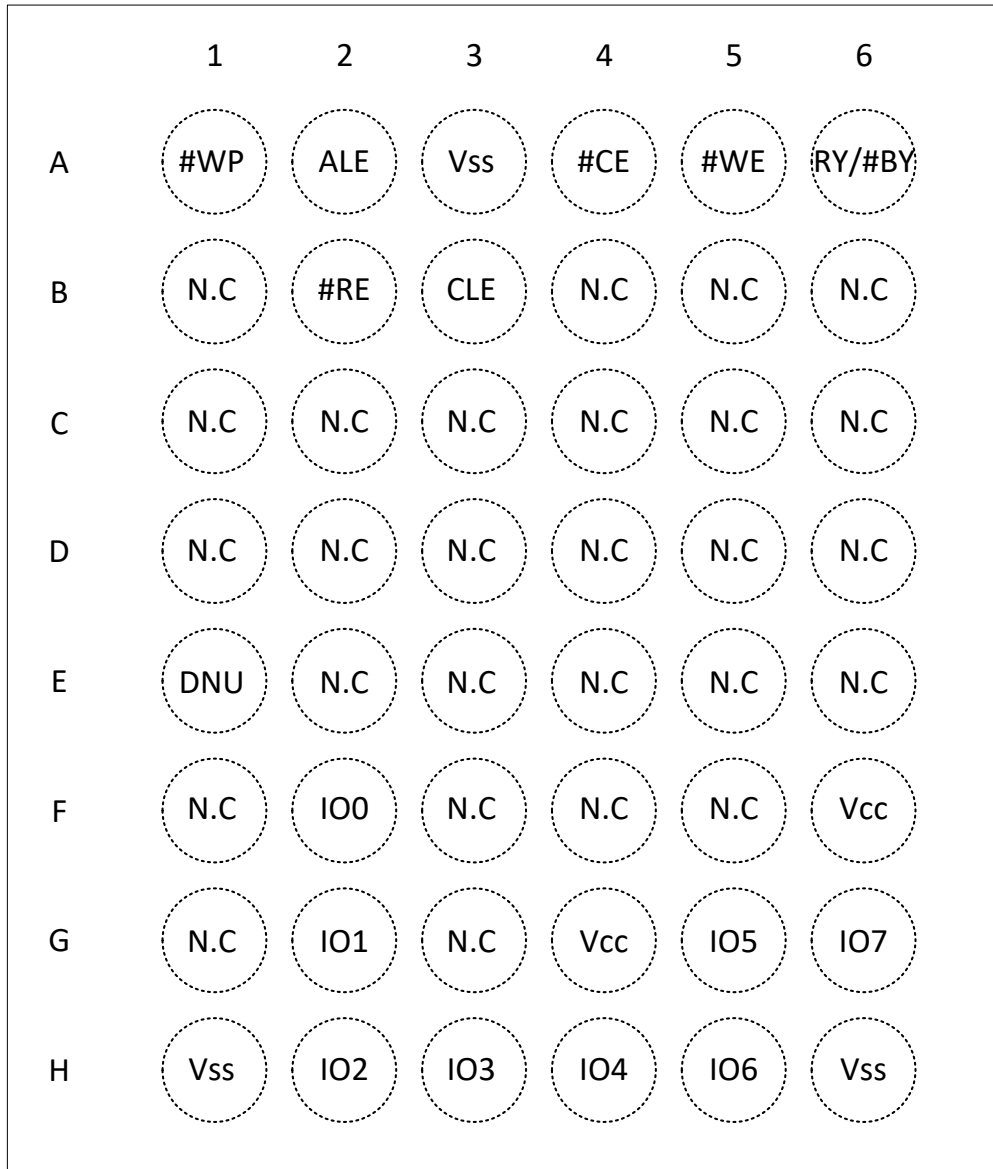 1 2 3 4 5 6
A #WP ALE Vss #CE #WE RY/#BY
B N.C #RE CLE N.C N.C N.C
C N.C N.C N.C N.C N.C N.C
D N.C N.C N.C N.C N.C N.C
E DNU N.C N.C N.C N.C N.C
F N.C IO0 N.C N.C N.C Vcc
G N.C IO1 N.C Vcc IO5 IO7
H Vss IO2 IO3 IO4 IO6 Vss